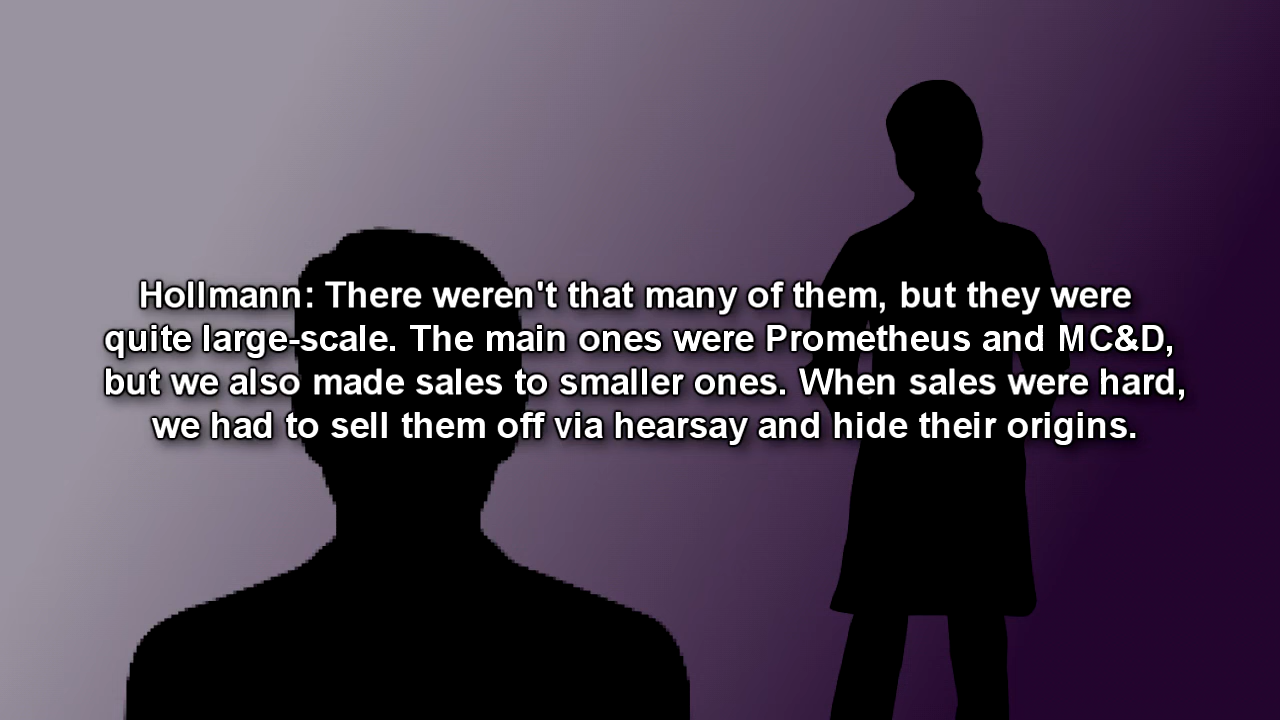 Hollmann: There weren't that many of them, but they were
quite large-scale. The main ones were Prometheus and MC&D,
but we also made sales to smaller ones. When sales were hard,
we had to sell them off via hearsay and hide their origins.